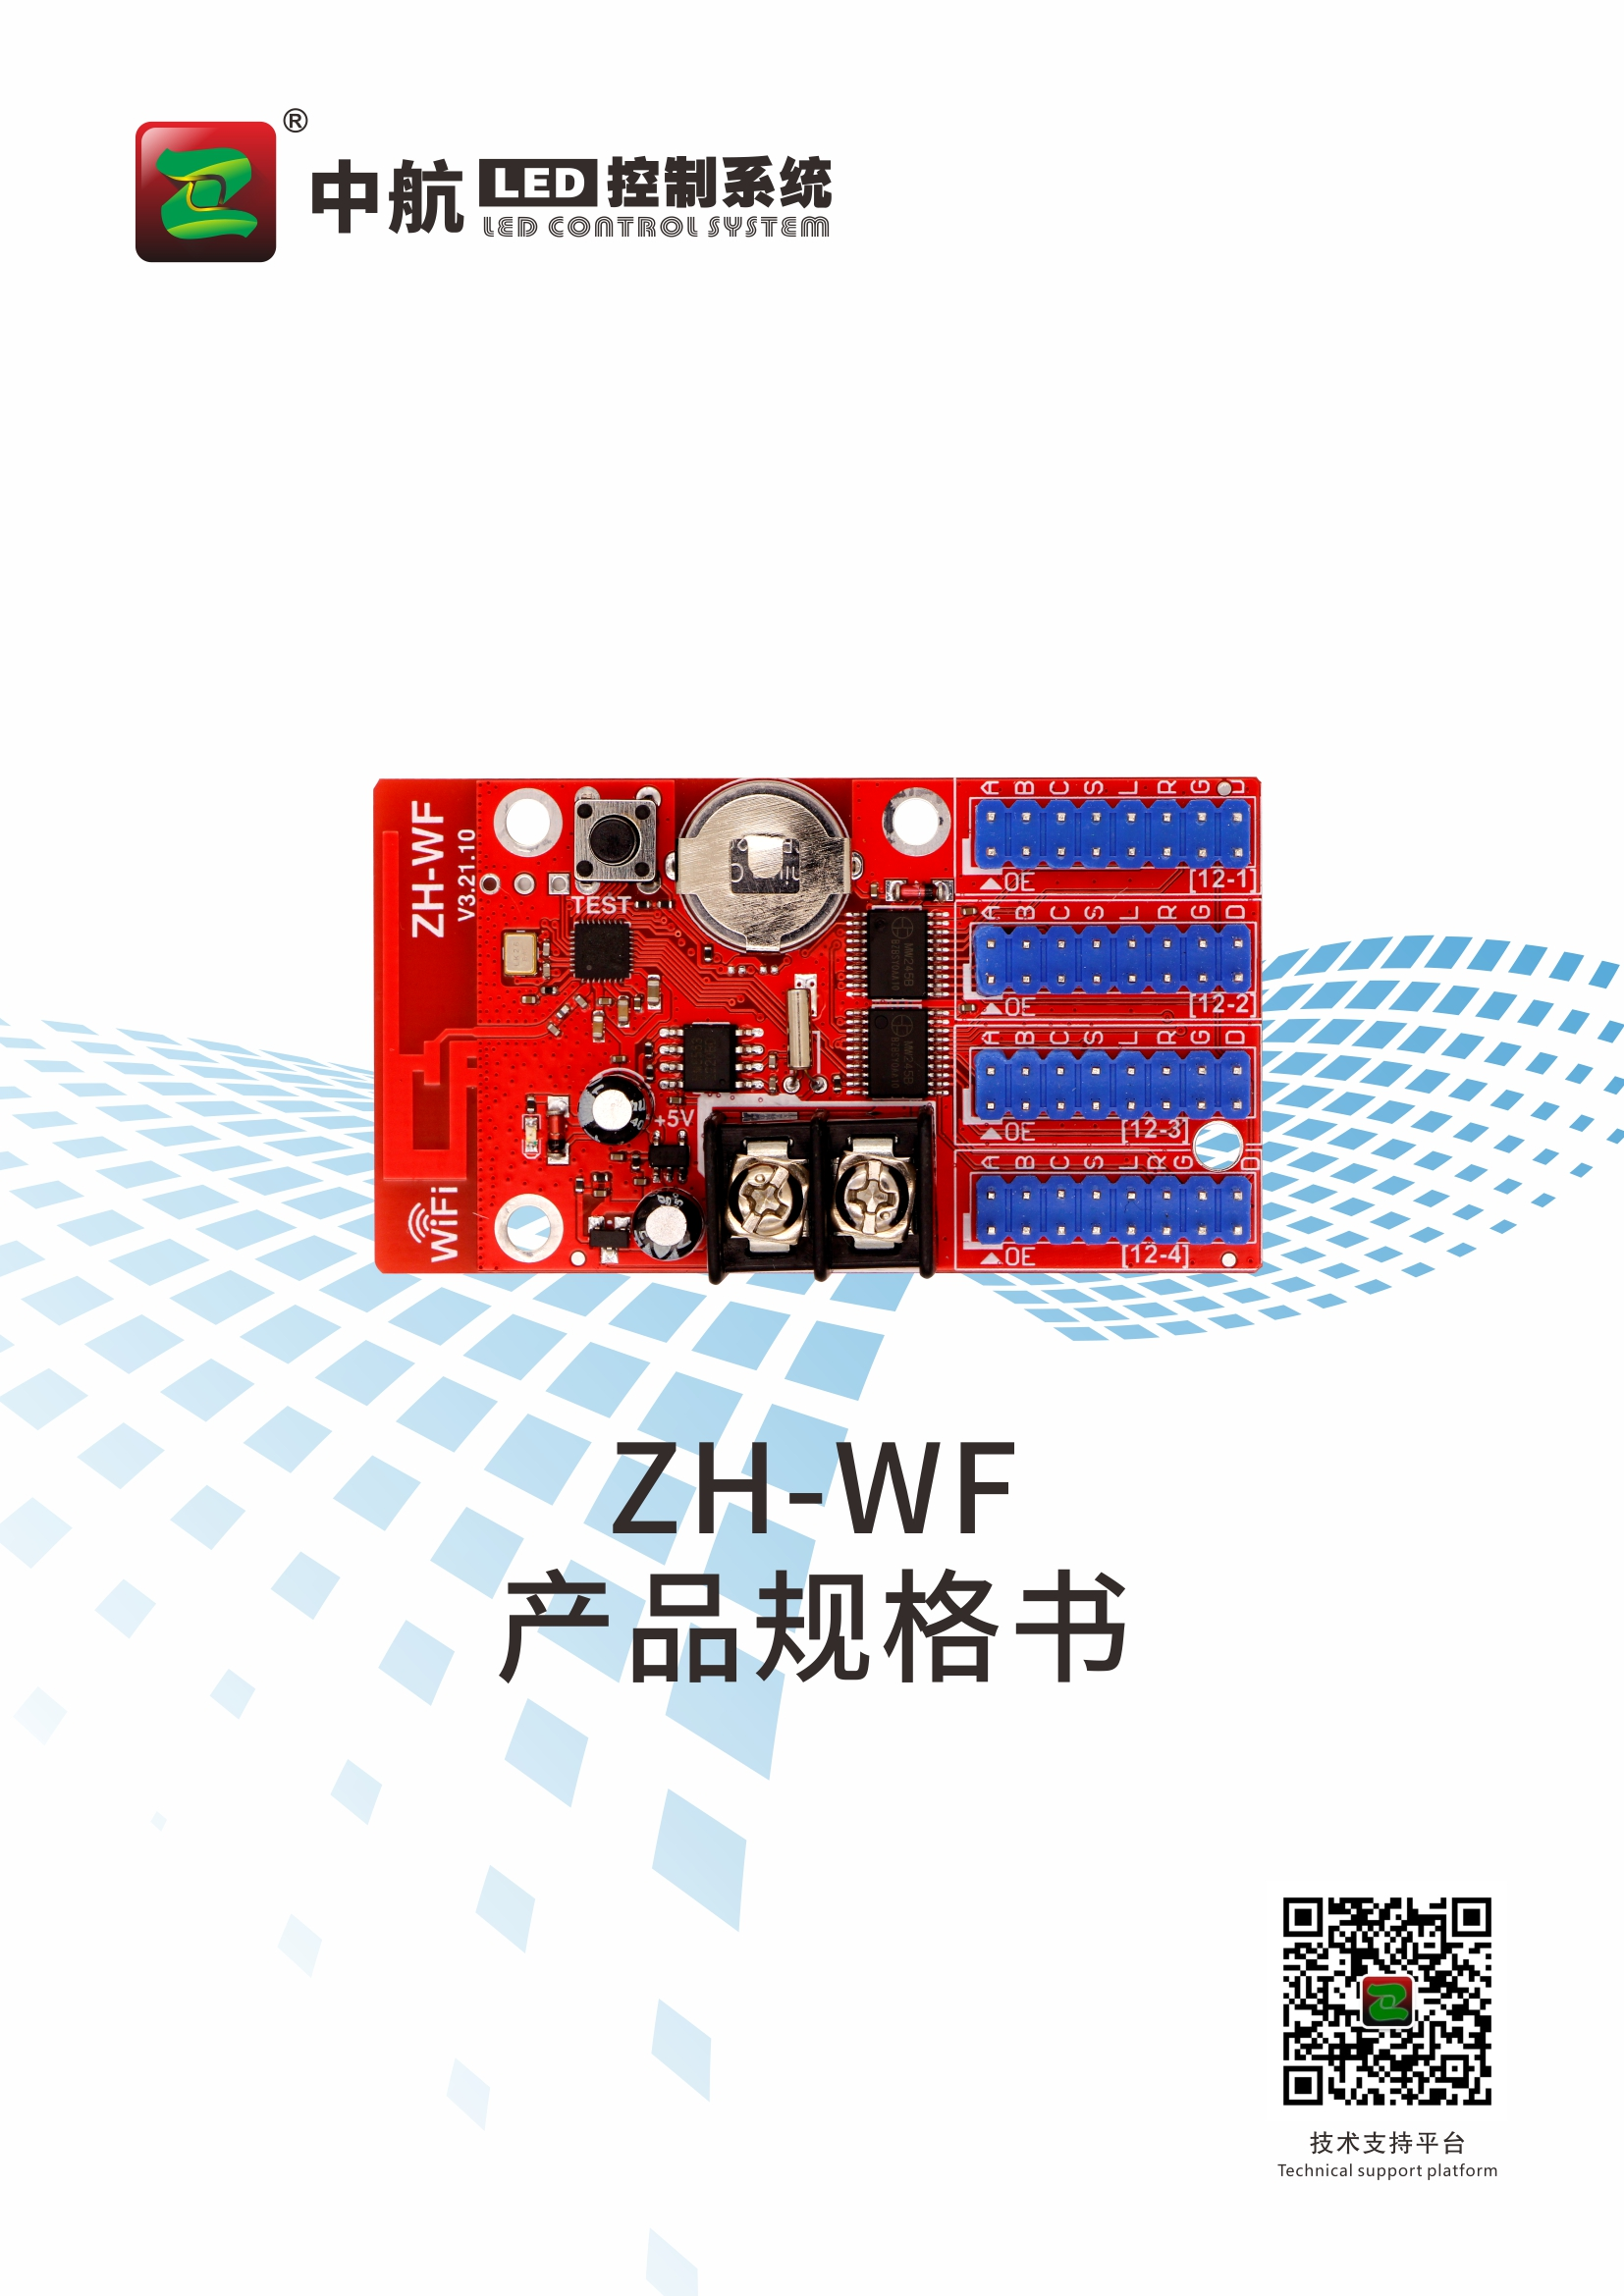 ®
中航 LED 控制系统
LED CONTROL SYSTEM
ZH-WF
V3.21.10
TEST
+5V
WiFi
MW245B
MW245B
A B C S L R G D
OE [12-1]
A B C S L R G D
OE [12-2]
A B C S L R G D
OE [12-3]
A B C S L R G D
OE [12-4]
ZH-WF
产品规格书
技术支持平台
Technical support platform